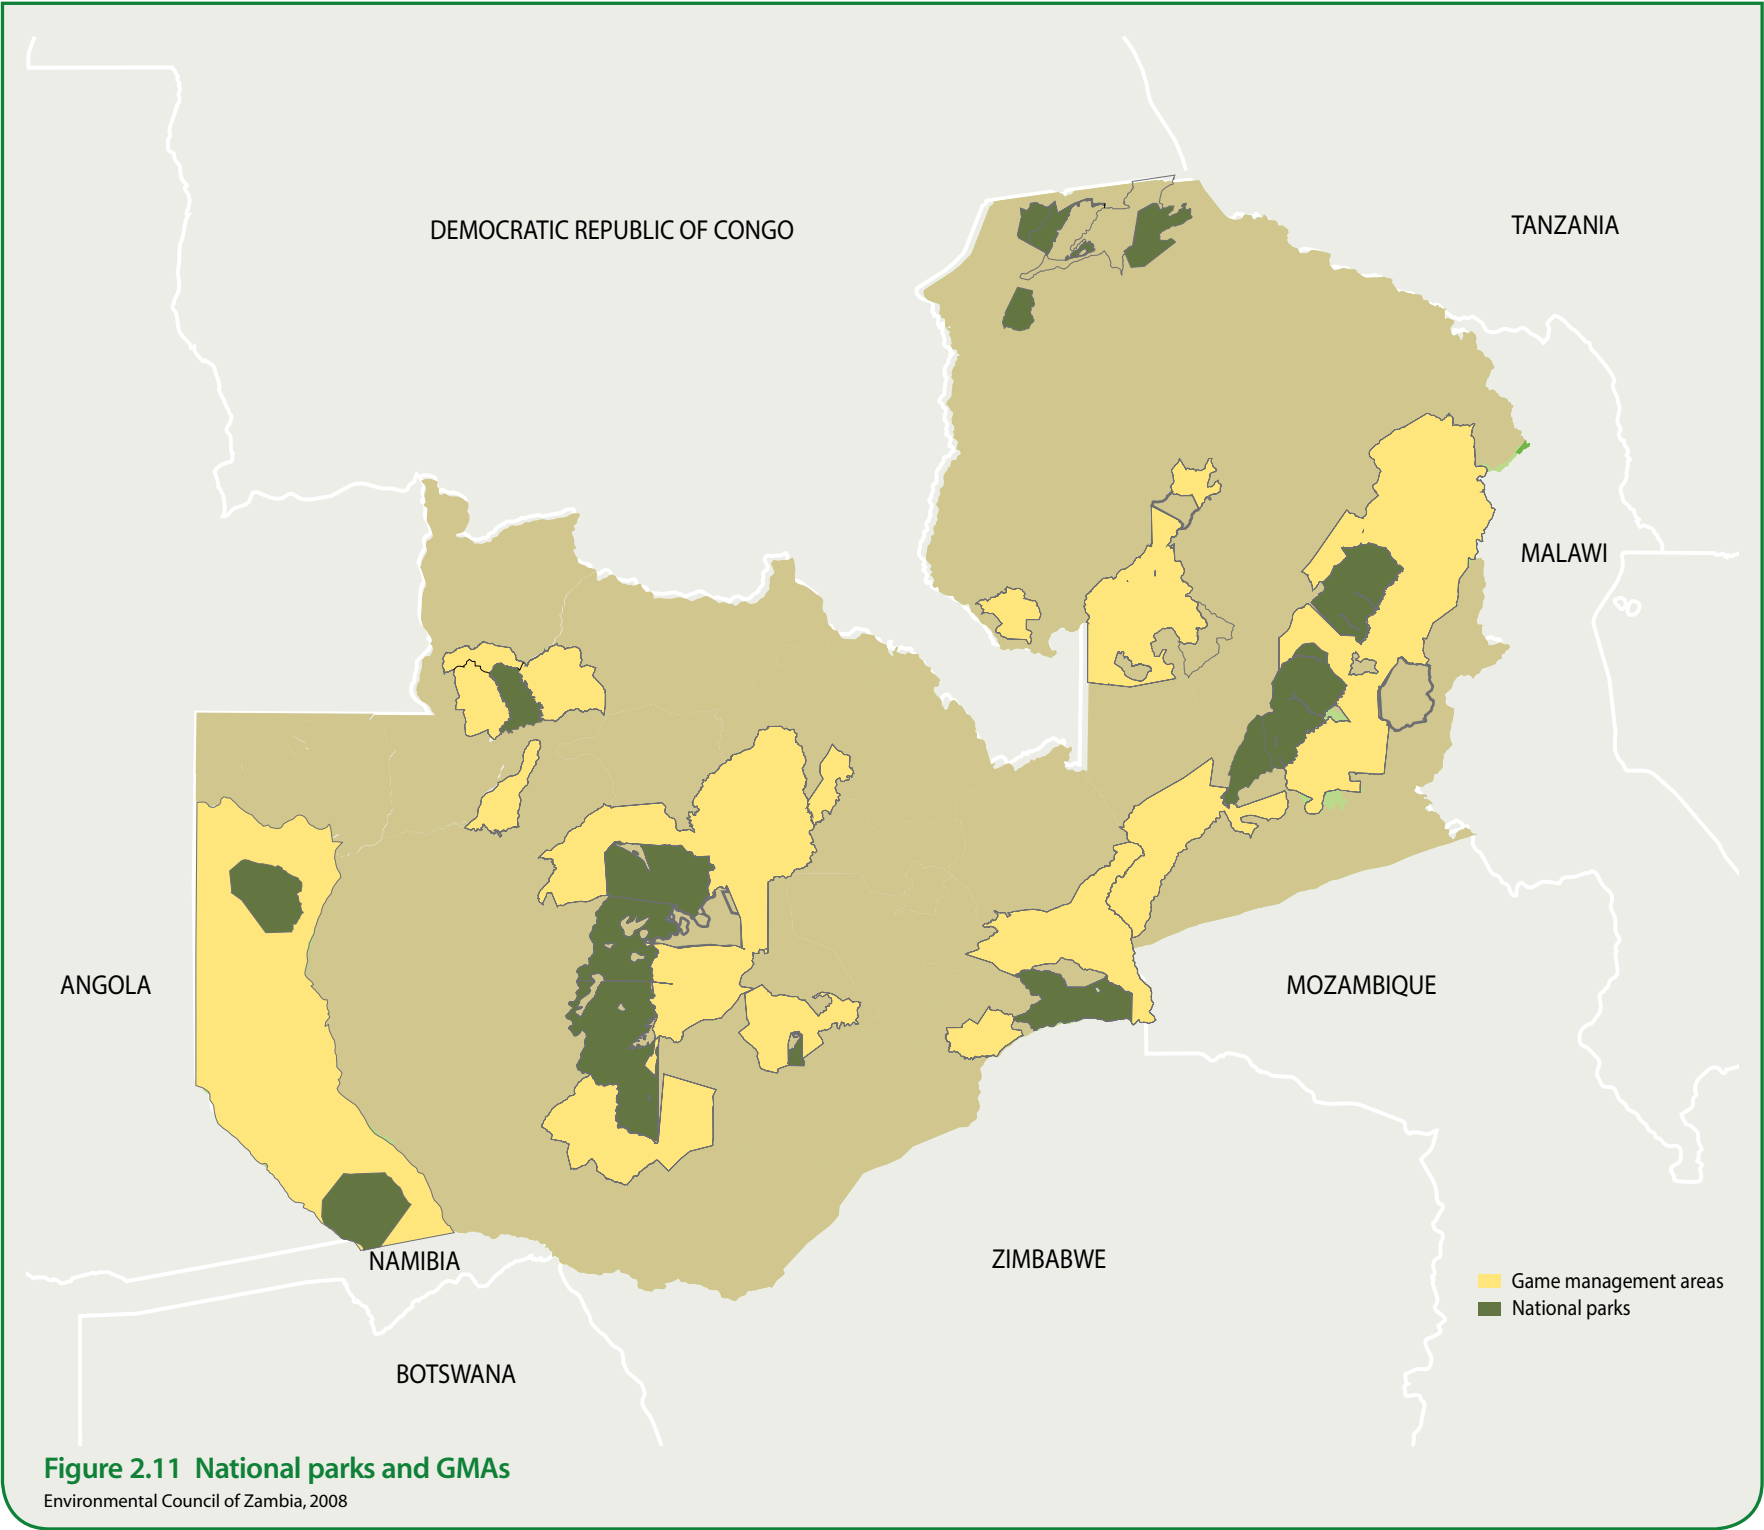 DEMOCRATIC REPUBLIC OF CONGO
TANZANIA
MALAWI
ANGOLA
MOZAMBIQUE
NAMIBIA
ZIMBABWE
BOTSWANA
Game management areas
National parks
Figure 2.11 National parks and GMAs
Environmental Council of Zambia, 2008